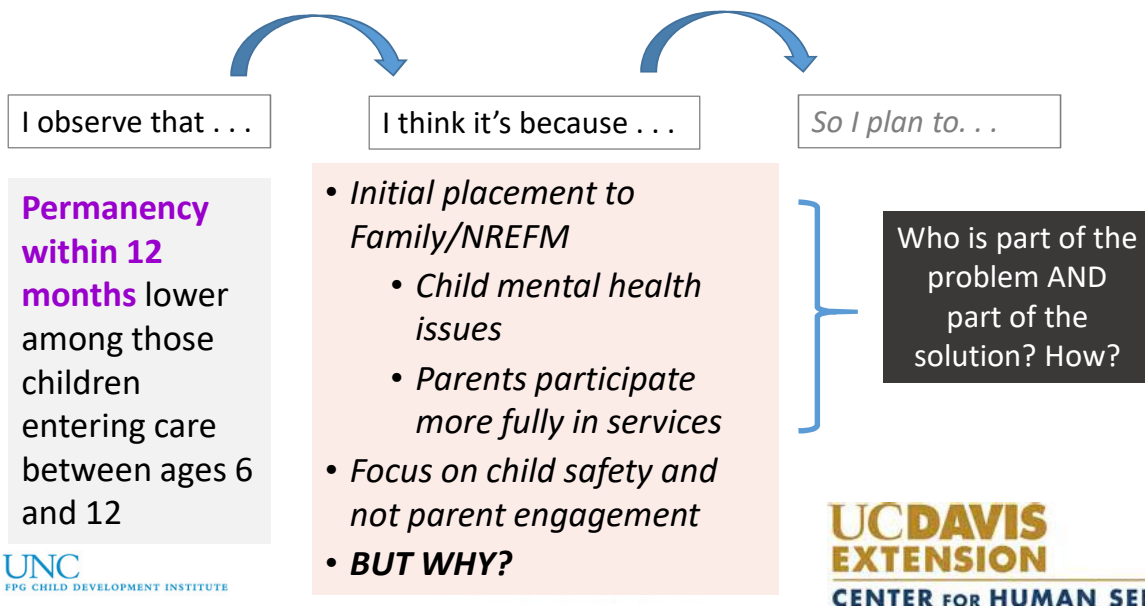 I observe that . . .
I think it's because . . .
So I plan to. . .
Permanency
within 12
months lower
among those
children
entering care
between ages 6
and 12
• Initial placement to
Family/NREFM
• Child mental health
issues
• Parents participate
more fully in services
• Focus on child safety and
not parent engagement
• BUT WHY?
Who is part of the
problem AND
part of the
solution? How?
UNC
FPG CHILD DEVELOPMENT INSTITUTE
UCDAVIS
EXTENSION
CENTER FOR HUMAN SE